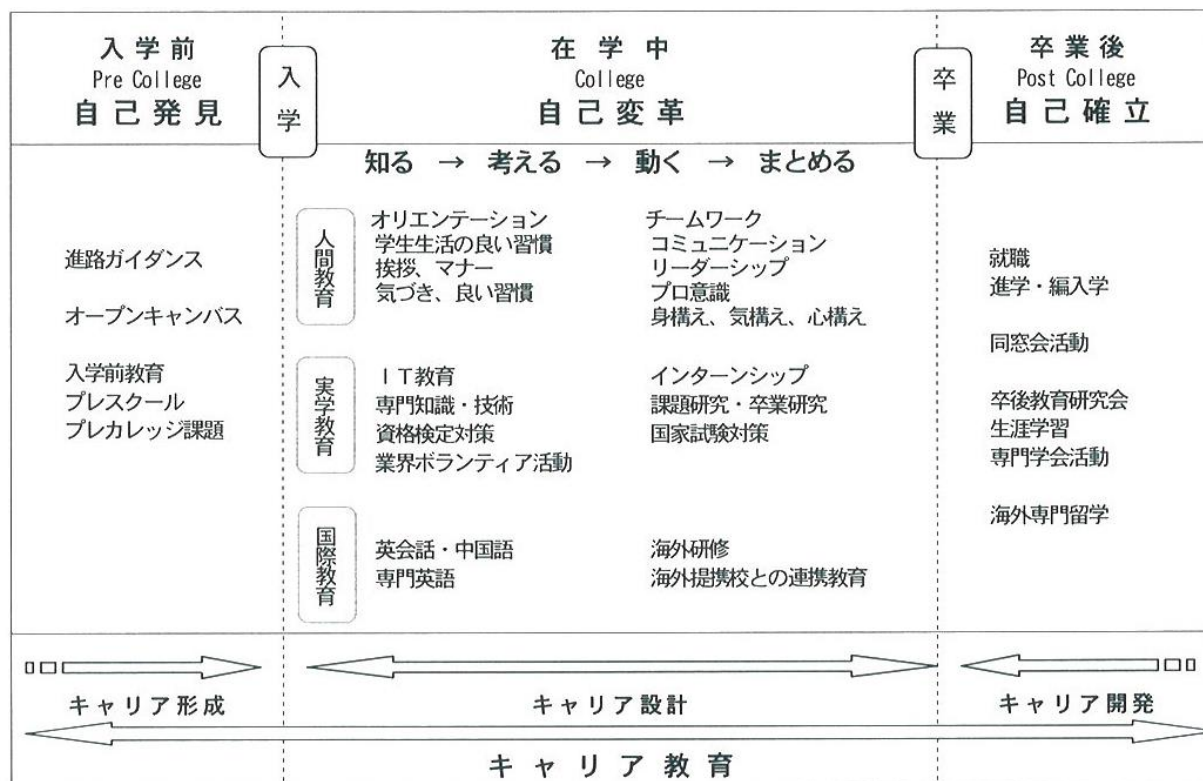 入学前
Pre College
自己発見
入学
在学中
College
自己変革
卒業
卒業後
Post College
自己確立
知る → 考える → 動く → まとめる
進路ガイダンス
オープンキャンバス
入学前教育
プレスクール
プレカレッジ課題
人間教育
オリエンテーション
学生生活の良い習慣
挨拶、マナー
気づき、良い習慣
チームワーク
コミュニケーション
リーダーシップ
プロ意識
身構え、気構え、心構え
実学教育
IT教育
専門知識・技術
資格検定対策
業界ボランティア活動
インターンシップ
課題研究・卒業研究
国家試験対策
国際教育
英会話・中国語
専門英語
海外研修
海外提携校との連携教育
就職
進学・編入学
同窓会活動
卒後教育研究会
生涯学習
専門学会活動
海外専門留学
キャリア形成
キャリア設計
キャリア開発
キャリア教育